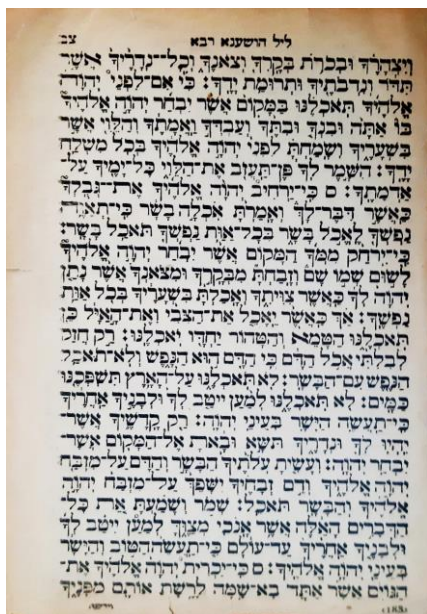 ליל הושענא רבא צב
וְיִצְהָרֶךָ וּבְכֹרֹת בְּקָרְךָ וְצֹאנֶךָ וְכָל־נְדָרֶיךָ אֲשֶׁר
תִּדֹּר וְנִדְבֹתֶיךָ וּתְרוּמַת יָדֶךָ: כִּי אִם־לִפְנֵי יְהוָה
אֱלֹהֶיךָ תֹּאכְלֶנּוּ בַּמָּקוֹם אֲשֶׁר יִבְחַר יְהוָה אֱלֹהֶיךָ
בּוֹ אַתָּה וּבִנְךָ וּבִתֶּךָ וְעַבְדְּךָ וַאֲמָתֶךָ וְהַלֵּוִי אֲשֶׁר
בִּשְׁעָרֶיךָ וְשָׂמַחְתָּ לִפְנֵי יְהוָה אֱלֹהֶיךָ בְּכֹל מִשְׁלַח
יָדֶךָ: הִשָּׁמֶר לְךָ פֶּן־תַּעֲזֹב אֶת־הַלֵּוִי כָּל־יָמֶיךָ עַל־
אַדְמָתֶךָ: ס כִּי־יַרְחִיב יְהוָה אֱלֹהֶיךָ אֶת־גְּבֻלְךָ
כַּאֲשֶׁר דִּבֶּר־לָךְ וְאָמַרְתָּ אֹכְלָה בָשָׂר כִּי־תְאַוֶּה
נַפְשְׁךָ לֶאֱכֹל בָּשָׂר בְּכָל־אַוַּת נַפְשְׁךָ תֹּאכַל בָּשָׂר:
כִּי־יִרְחַק מִמְּךָ הַמָּקוֹם אֲשֶׁר יִבְחַר יְהוָה אֱלֹהֶיךָ
לָשׂוּם שְׁמוֹ שָׁם וְזָבַחְתָּ מִבְּקָרְךָ וּמִצֹּאנְךָ אֲשֶׁר נָתַן
יְהוָה לְךָ כַּאֲשֶׁר צִוִּיתִךָ וְאָכַלְתָּ בִּשְׁעָרֶיךָ בְּכֹל אַוַּת
נַפְשֶׁךָ: אַךְ כַּאֲשֶׁר יֵאָכֵל אֶת־הַצְּבִי וְאֶת־הָאַיָּל כֵּן
תֹּאכְלֶנּוּ הַטָּמֵא וְהַטָּהוֹר יַחְדָּו יֹאכְלֶנּוּ: רַק חֲזַק
לְבִלְתִּי אֲכֹל הַדָּם כִּי הַדָּם הוּא הַנָּפֶשׁ וְלֹא־תֹאכַל
הַנֶּפֶשׁ עִם־הַבָּשָׂר: לֹא תֹּאכְלֶנּוּ עַל־הָאָרֶץ תִּשְׁפְּכֶנּוּ
כַּמָּיִם: לֹא תֹּאכְלֶנּוּ לְמַעַן יִיטַב לְךָ וּלְבָנֶיךָ אַחֲרֶיךָ
כִּי־תַעֲשֶׂה הַיָּשָׁר בְּעֵינֵי יְהוָה: רַק קָדָשֶׁיךָ אֲשֶׁר־
יִהְיוּ לְךָ וּנְדָרֶיךָ תִּשָּׂא וּבָאתָ אֶל־הַמָּקוֹם אֲשֶׁר־
יִבְחַר יְהוָה: וְעָשִׂיתָ עֹלֹתֶיךָ הַבָּשָׂר וְהַדָּם עַל־מִזְבַּח
יְהוָה אֱלֹהֶיךָ וְדַם זְבָחֶיךָ יִשָּׁפֵךְ עַל־מִזְבַּח יְהוָה
אֱלֹהֶיךָ וְהַבָּשָׂר תֹּאכֵל: שְׁמֹר וְשָׁמַעְתָּ אֵת כָּל־
הַדְּבָרִים הָאֵלֶּה אֲשֶׁר אָנֹכִי מְצַוֶּךָּ לְמַעַן יִיטַב לְךָ
וּלְבָנֶיךָ אַחֲרֶיךָ עַד־עוֹלָם כִּי־תַעֲשֶׂה הַטּוֹב וְהַיָּשָׁר
בְּעֵינֵי יְהוָה אֱלֹהֶיךָ: ס כִּי־יַכְרִית יְהוָה אֱלֹהֶיךָ אֶת־
הַגּוֹיִם אֲשֶׁר אַתָּה בָא־שָׁמָּה לָרֶשֶׁת אוֹתָם מִפָּנֶיךָ